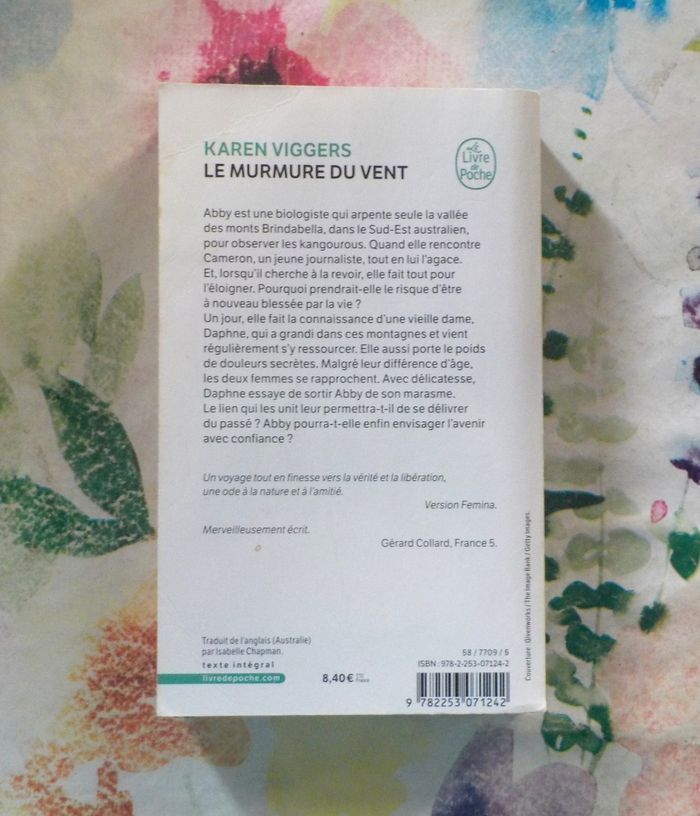 KAREN VIGGERS
LE MURMURE DU VENT
Le
Livre
de
Poche
Abby est une biologiste qui arpente seule la vallée
des monts Brindabella, dans le Sud-Est australien,
pour observer les kangourous. Quand elle rencontre
Cameron, un jeune journaliste, tout en lui l'agace.
Et, lorsqu'il cherche à la revoir, elle fait tout pour
l'éloigner. Pourquoi prendrait-elle le risque d'être
à nouveau blessée par la vie ?
Un jour, elle fait la connaissance d'une vieille dame,
Daphne, qui a grandi dans ces montagnes et vient
régulièrement s'y ressourcer. Elle aussi porte le poids
de douleurs secrètes. Malgré leur différence d'âge,
les deux femmes se rapprochent. Avec délicatesse,
Daphne essaye de sortir Abby de son marasme.
Le lien qui les unit leur permettra-t-il de se délivrer
du passé ? Abby pourra-t-elle enfin envisager l'avenir
avec confiance ?
Un voyage tout en finesse vers la vérité et la libération,
une ode à la nature et à l'amitié.
Version Femina.
Merveilleusement écrit.
Gérard Collard, France 5.
Couverture : Olivenworks / The Image Bank / Getty Images.
Traduit de l'anglais (Australie)
par Isabelle Chapman.
texte intégral
livredepoche.com
8,40 € TTC
France
58 / 7709 / 5
ISBN : 978-2-253-07124-2
9 782253 071242